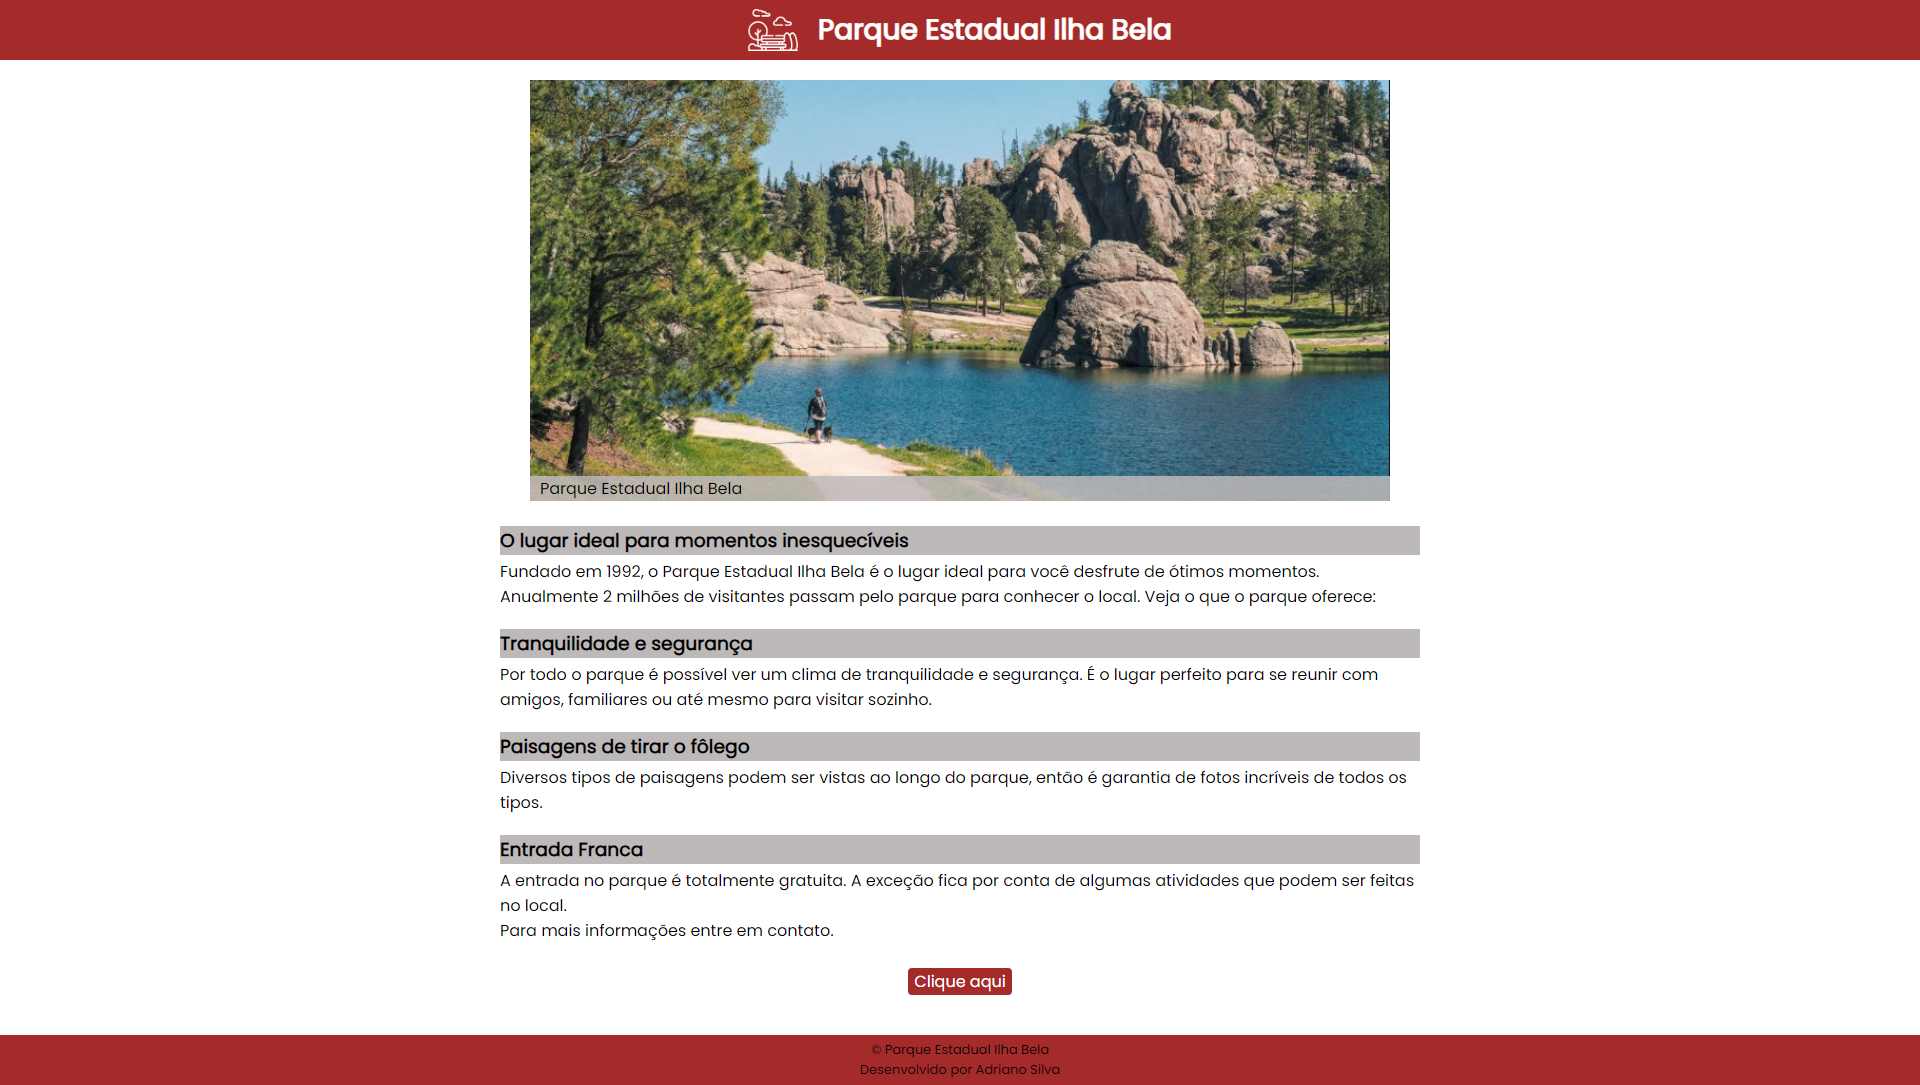 Parque Estadual Ilha Bela
Parque Estadual Ilha Bela
O lugar ideal para momentos inesquecíveis
Fundado em 1992, o Parque Estadual Ilha Bela é o lugar ideal para você desfrute de ótimos momentos.
Anualmente 2 milhões de visitantes passam pelo parque para conhecer o local. Veja o que o parque oferece:
Tranquilidade e segurança
Por todo o parque é possível ver um clima de tranquilidade e segurança. É o lugar perfeito para se reunir com
amigos, familiares ou até mesmo para visitar sozinho.
Paisagens de tirar o fôlego
Diversos tipos de paisagens podem ser vistas ao longo do parque, então é garantia de fotos incríveis de todos os
tipos.
Entrada Franca
A entrada no parque é totalmente gratuita. A exceção fica por conta de algumas atividades que podem ser feitas
no local.
Para mais informações entre em contato.
Clique aqui
© Parque Estadual Ilha Bela
Desenvolvido por Adriano Silva